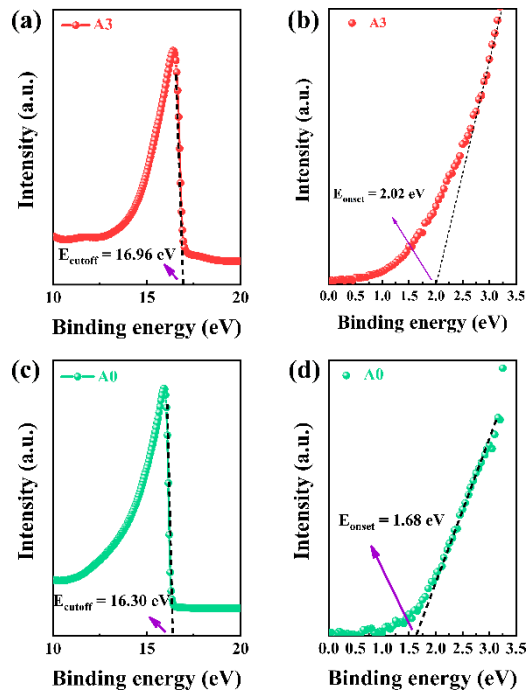 (a)
A3
Intensity (a.u.)
E_cutoff = 16.96 eV
10 15 20
Binding energy (eV)
(b)
A3
Intensity (a.u.)
E_onset = 2.02 eV
0.0 0.5 1.0 1.5 2.0 2.5 3.0 3.5
Binding energy (eV)
(c)
A0
Intensity (a.u.)
E_cutoff = 16.30 eV
10 15 20
Binding energy (eV)
(d)
A0
Intensity (a.u.)
E_onset = 1.68 eV
0.0 0.5 1.0 1.5 2.0 2.5 3.0 3.5
Binding energy (eV)